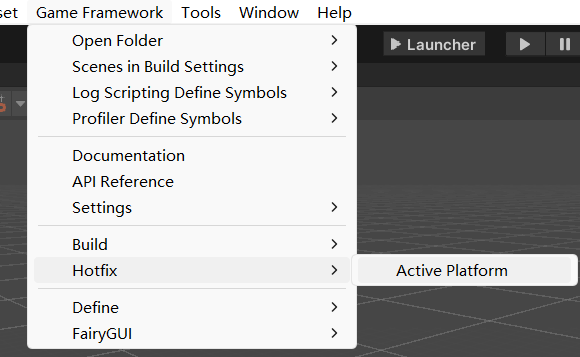 set Game Framework Tools Window Help
Open Folder
Launcher
Scenes in Build Settings
Log Scripting Define Symbols
Profiler Define Symbols
Documentation
API Reference
Settings
Build
Hotfix
Active Platform
Define
FairyGUI